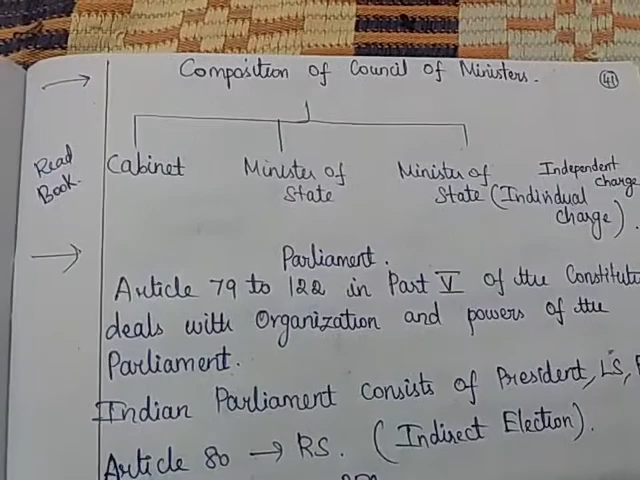 Composition of Council of Ministers. 41
Read Book.
Cabinet Minister of State Minister of State (Individual charge). Independent charge
Parliament.
Article 79 to 122 in Part V of the Constitut
deals with Organization and powers of the
Parliament.
Indian Parliament consists of President, LS,
Article 80 → RS. (Indirect Election).